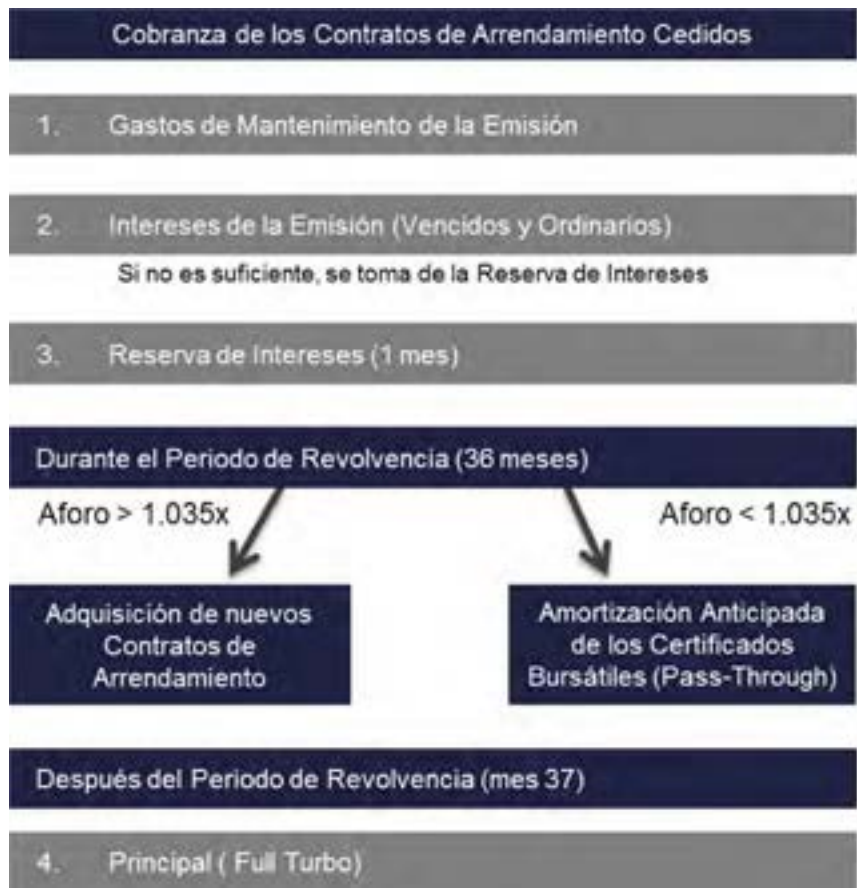 Cobranza de los Contratos de Arrendamiento Cedidos
1. Gastos de Mantenimiento de la Emisión
2. Intereses de la Emisión (Vencidos y Ordinarios)
Si no es suficiente, se toma de la Reserva de Intereses
3. Reserva de Intereses (1 mes)
Durante el Periodo de Revolvencia (36 meses)
Aforo > 1.035x
Aforo < 1.035x
Adquisición de nuevos
Contratos de
Arrendamiento
Amortización Anticipada
de los Certificados
Bursátiles (Pass-Through)
Después del Periodo de Revolvencia (mes 37)
4. Principal ( Full Turbo)